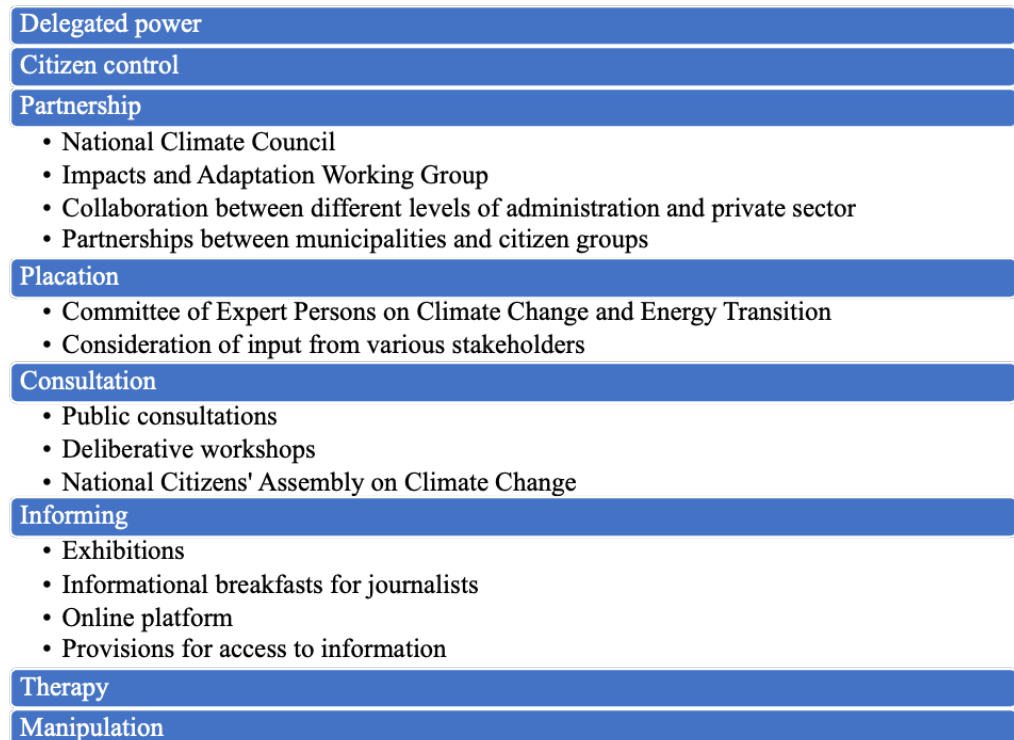 Delegated power
Citizen control
Partnership
• National Climate Council
• Impacts and Adaptation Working Group
• Collaboration between different levels of administration and private sector
• Partnerships between municipalities and citizen groups
Placation
• Committee of Expert Persons on Climate Change and Energy Transition
• Consideration of input from various stakeholders
Consultation
• Public consultations
• Deliberative workshops
• National Citizens' Assembly on Climate Change
Informing
• Exhibitions
• Informational breakfasts for journalists
• Online platform
• Provisions for access to information
Therapy
Manipulation